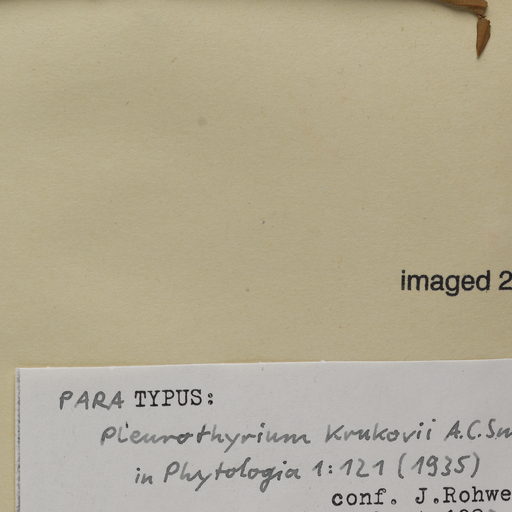 imaged 2
PARA TYPUS:
Pleurothyrium Krukovii A.C.Sm
in Phytologia 1:121 (1935)
conf. J.Rohwe